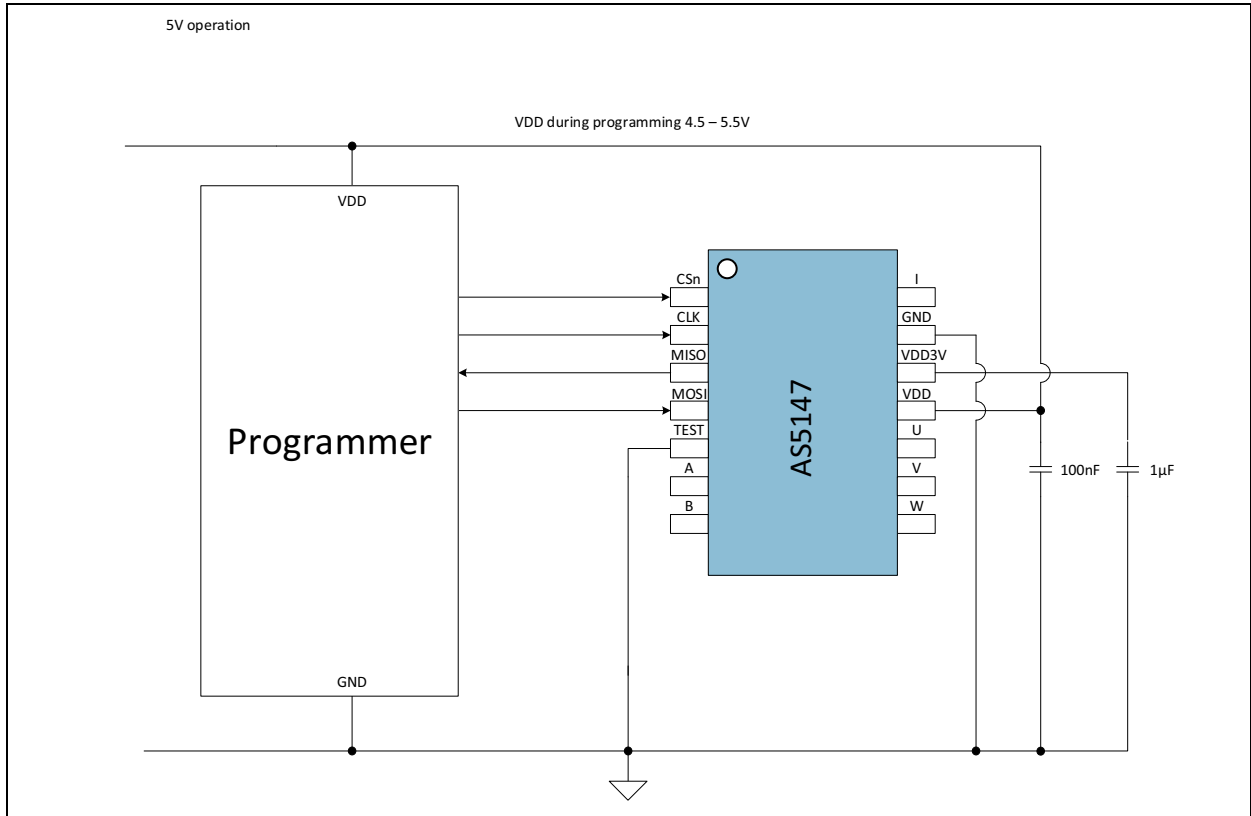 5V operation
VDD during programming 4.5 – 5.5V
VDD
Programmer
GND
CSn
CLK
MISO
MOSI
TEST
A
B
AS5147
I
GND
VDD3V
VDD
U
V
W
100nF
1µF